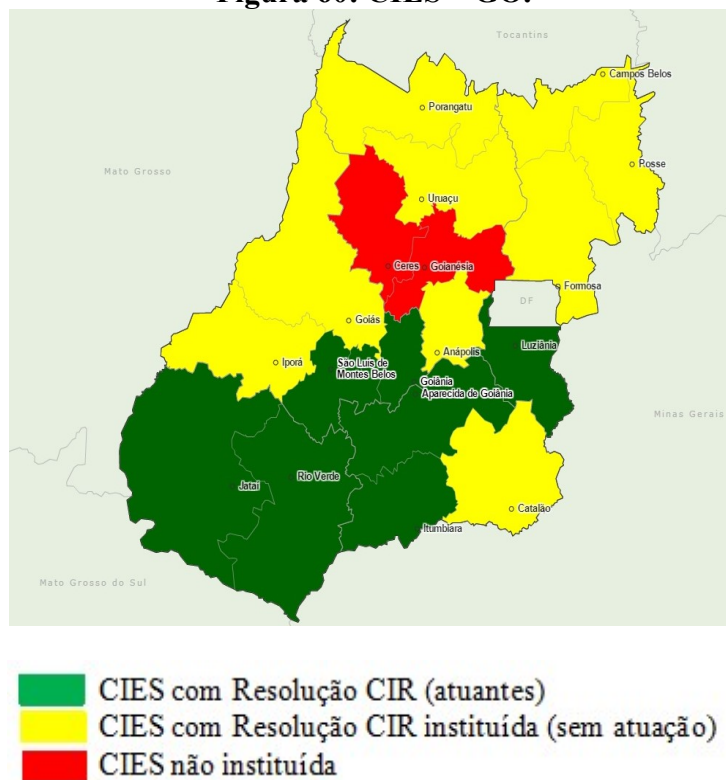 Figura 60: CIES – GO.
Tocantins
Campos Belos
Porangatu
Posse
Mato Grosso
Uruaçu
Ceres
Goianésia
Formosa
DF
Goiás
Luziânia
Anápolis
São Luis de
Montes Belos
Iporá
Goiânia
Aparecida de Goiânia
Minas Gerais
Rio Verde
Jataí
Catalão
Itumbiara
Mato Grosso do Sul
CIES com Resolução CIR (atuantes)
CIES com Resolução CIR instituída (sem atuação)
CIES não instituída